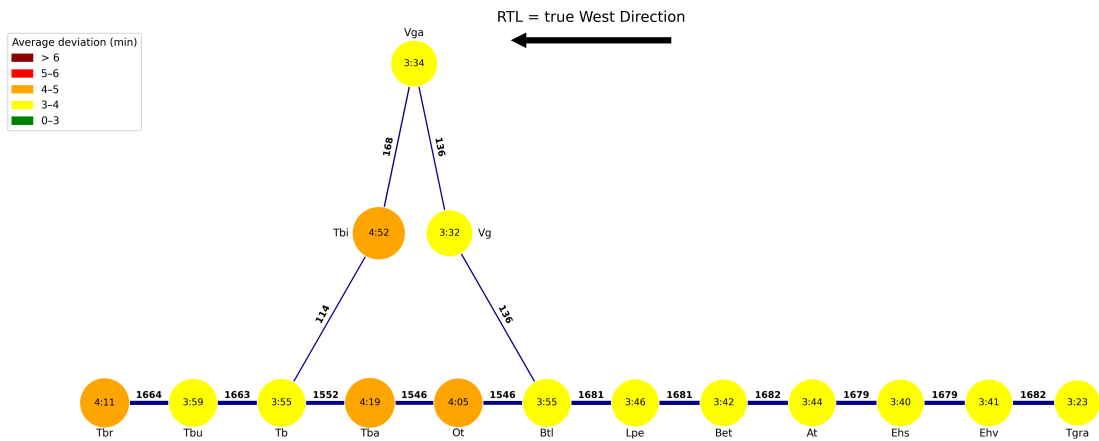 RTL = true West Direction
Vga
Average deviation (min)
> 6
5–6
4–5
3–4
0–3
3:34
168
136
Tbi
4:52
3:32
Vg
114
136
4:11
1664
3:59
1663
3:55
1552
4:19
1546
4:05
1546
3:55
1681
3:46
1681
3:42
1682
3:44
1679
3:40
1679
3:41
1682
3:23
Tbr
Tbu
Tb
Tba
Ot
Btl
Lpe
Bet
At
Ehs
Ehv
Tgra